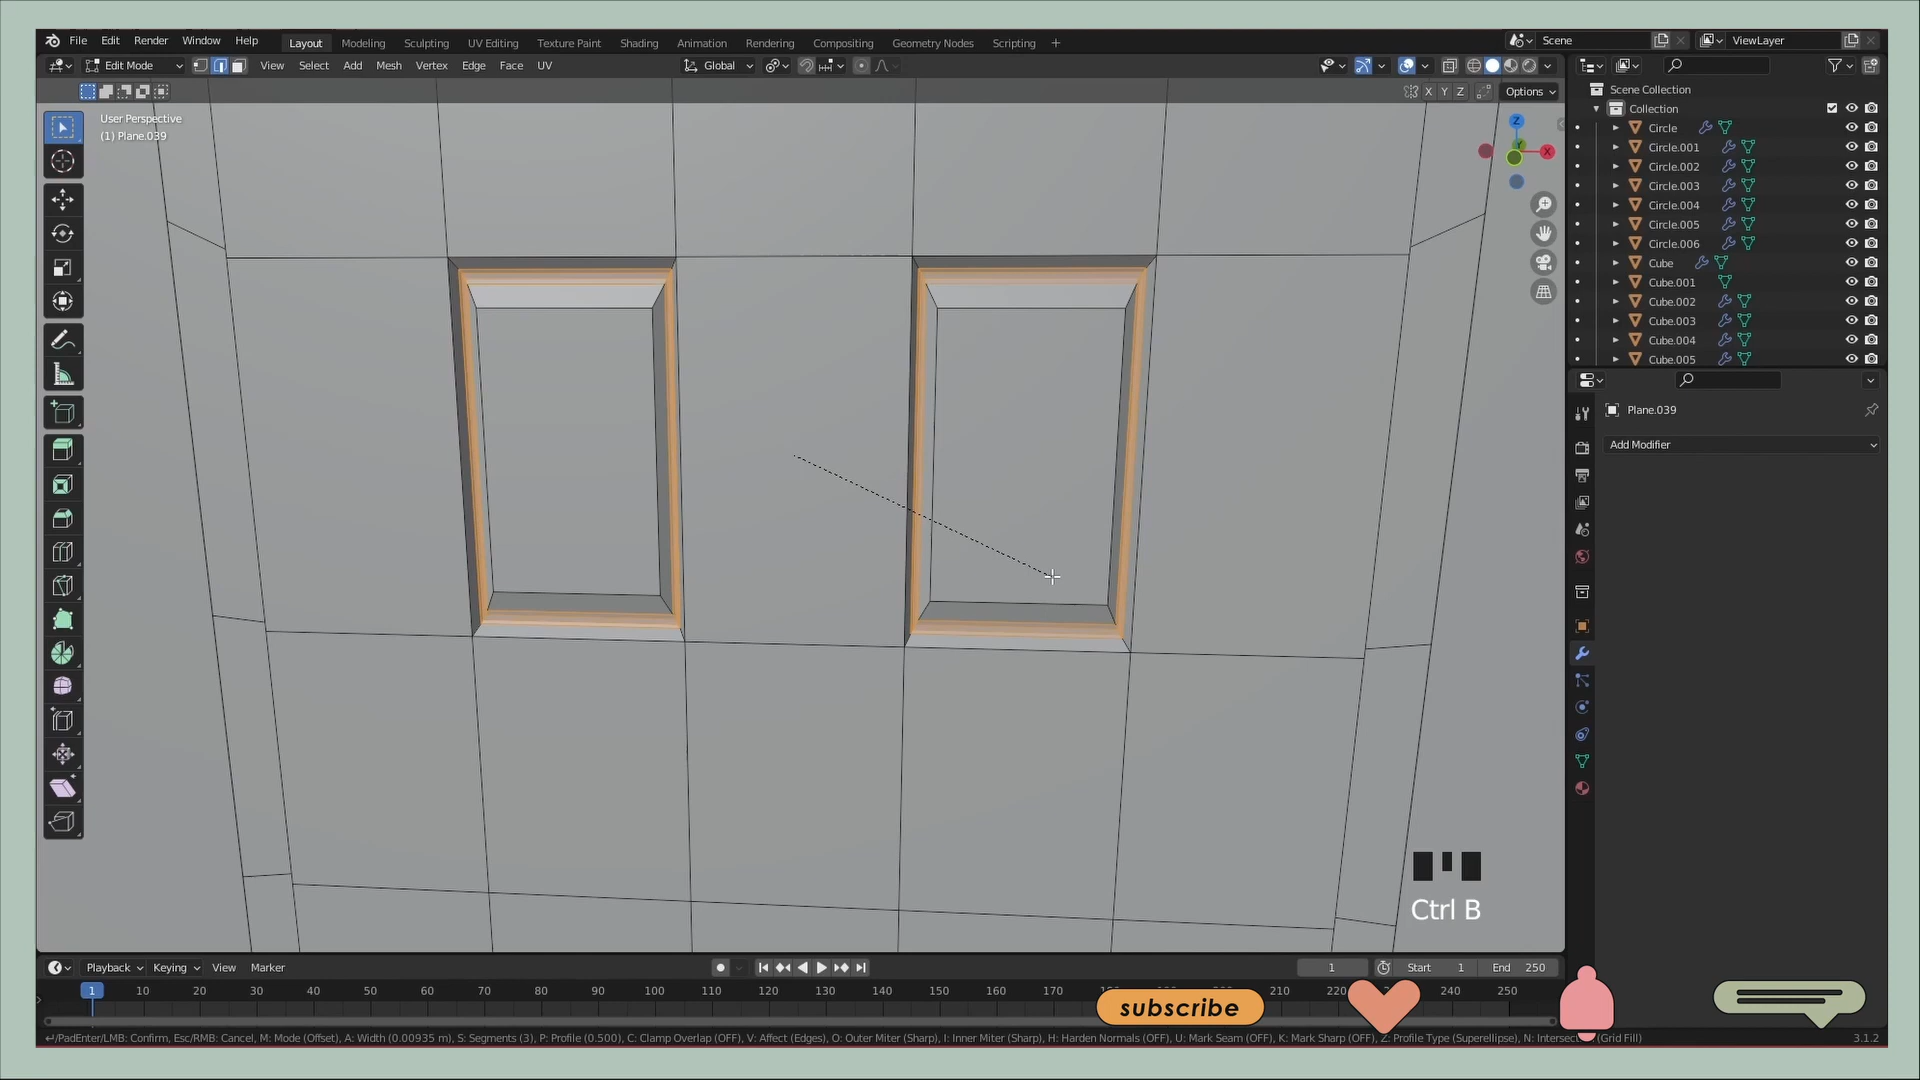 File Edit Render Window Help Layout Modeling Sculpting UV Editing Texture Paint Shading Animation Rendering Compositing Geometry Nodes Scripting + Scene ViewLayer
Edit Mode View Select Add Mesh Vertex Edge Face UV Global
X Y Z Options
User Perspective
(1) Plane.039
Z
Y
X
Scene Collection
Collection
Circle
Circle.001
Circle.002
Circle.003
Circle.004
Circle.005
Circle.006
Cube
Cube.001
Cube.002
Cube.003
Cube.004
Cube.005
Plane.039
Add Modifier
Ctrl B
Playback Keying View Marker 1 Start 1 End 250
1 10 20 30 40 50 60 70 80 90 100 110 120 130 140 150 160 170 200 210 220 240 250
subscribe
/PadEnter/LMB: Confirm, Esc/RMB: Cancel, M: Mode (Offset), A: Width (0.00935 m), S: Segments (3), P: Profile (0.500), C: Clamp Overlap (OFF), V: Affect (Edges), O: Outer Miter (Sharp), I: Inner Miter (Sharp), H: Harden Normals (OFF), U: Mark Seam (OFF), K: Mark Sharp (OFF), Z: Profile Type (Superellipse), N: Intersect (Grid Fill) 3.1.2